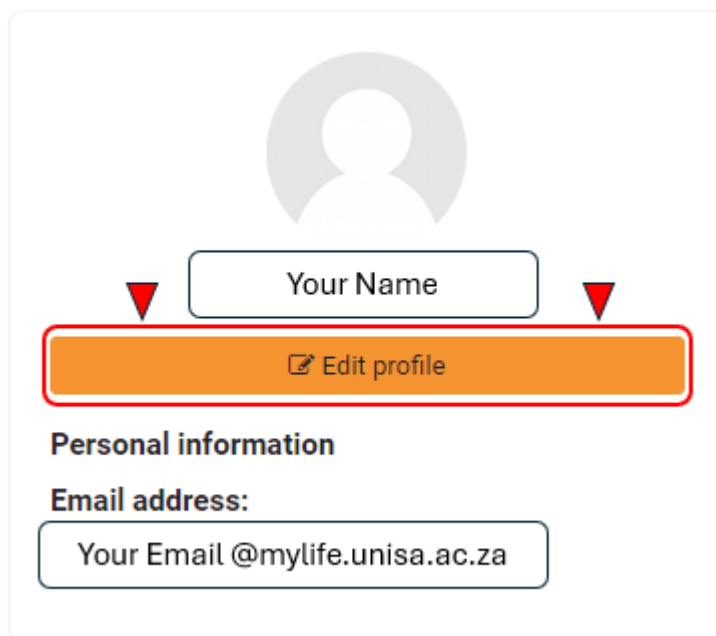 Your Name
Edit profile
Personal information
Email address:
Your Email @mylife.unisa.ac.za